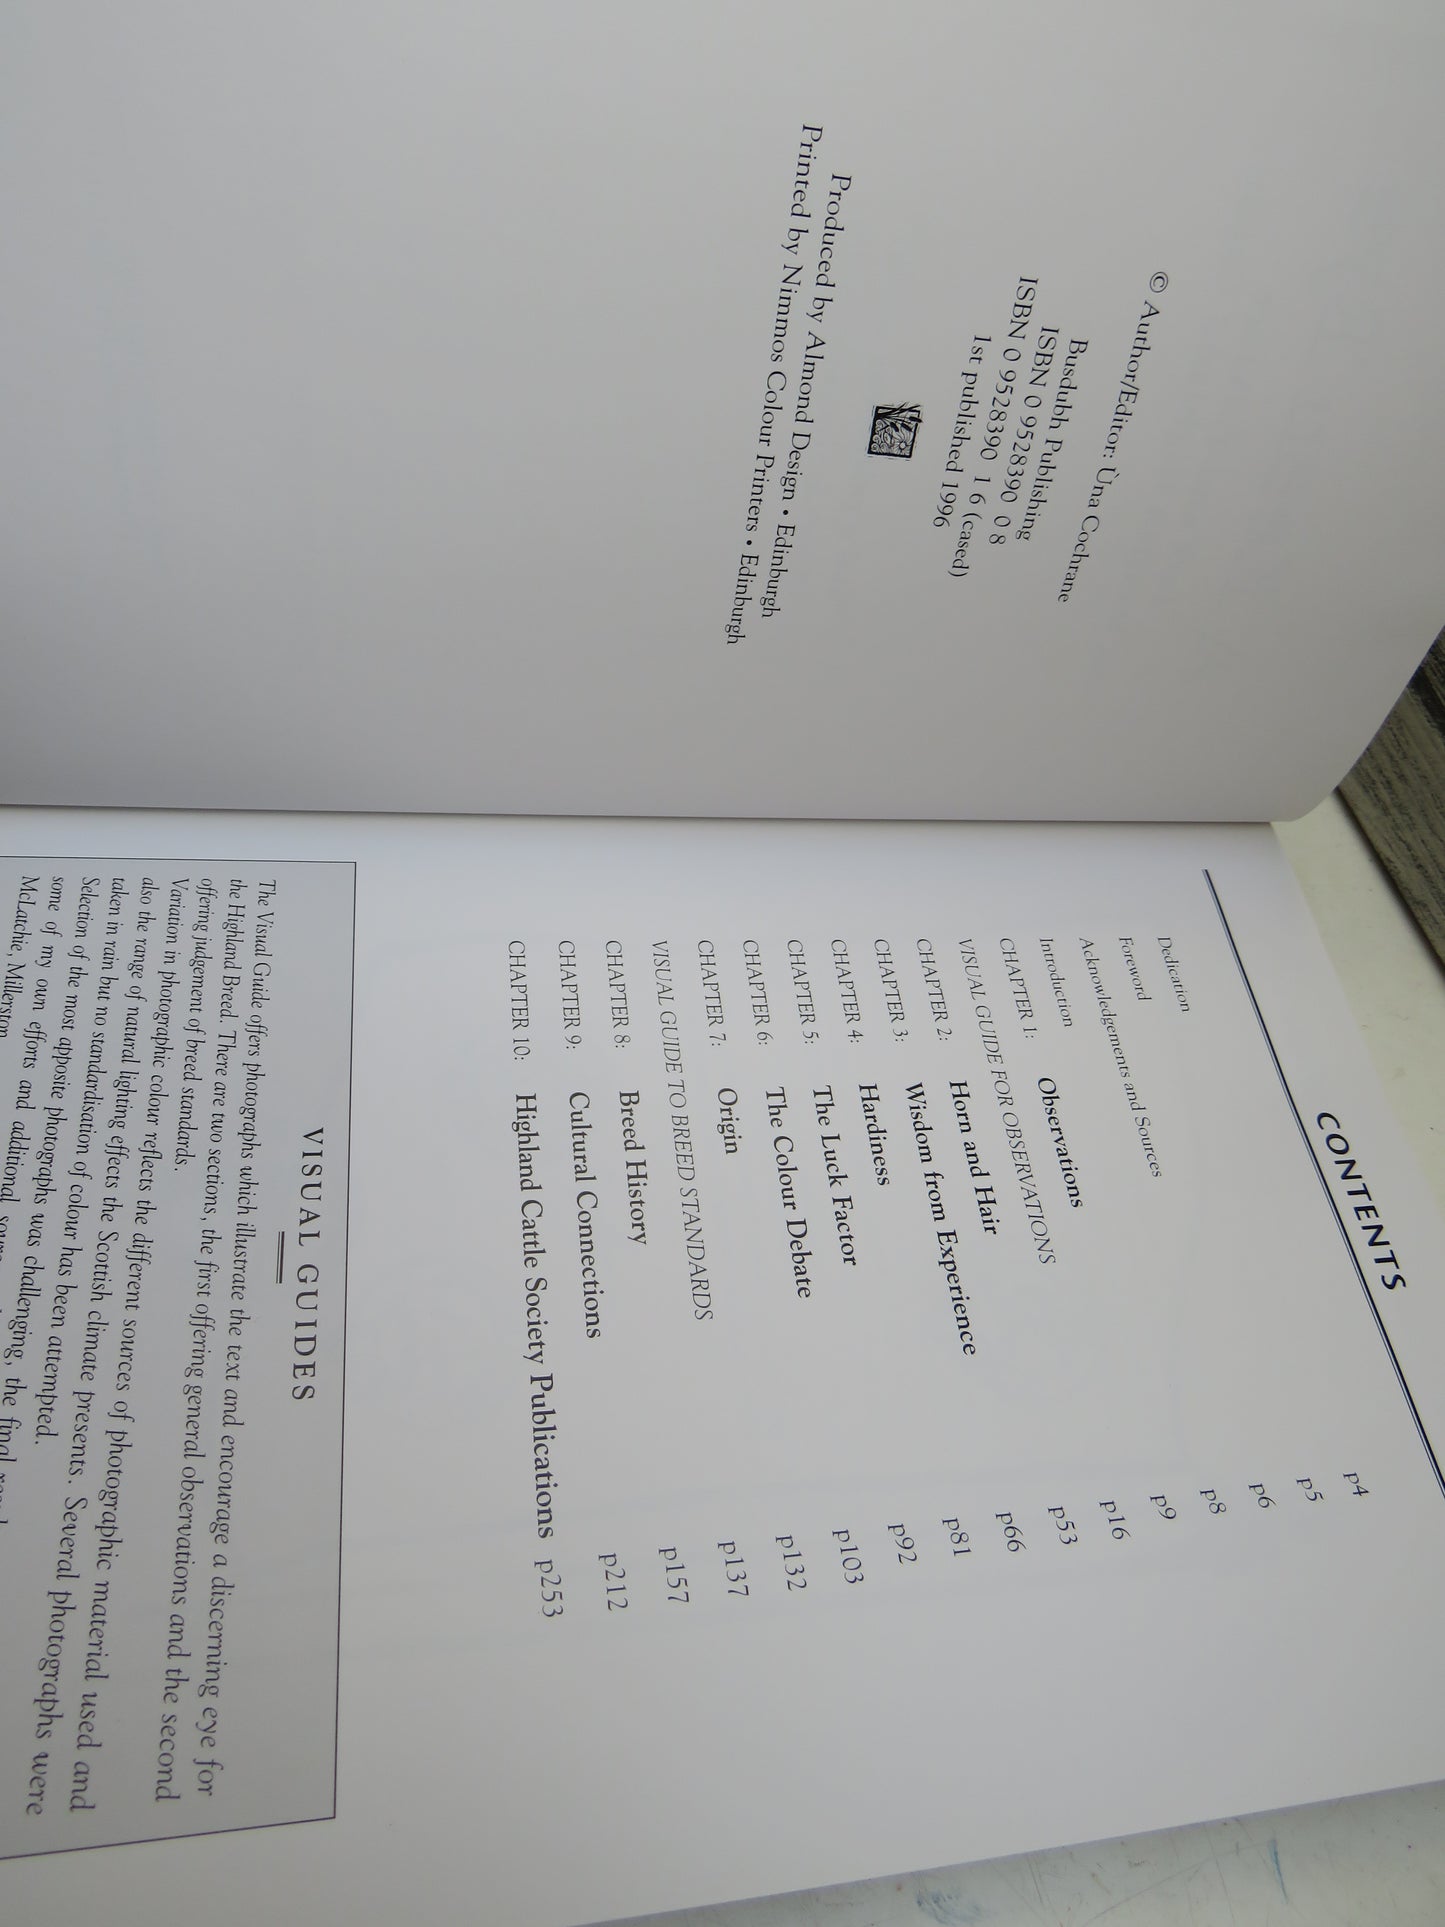 © Author/Editor: Ùna Cochrane
Busdubh Publishing
ISBN 0 9528390 0 8
ISBN 0 9528390 1 6 (cased)
1st published 1996
Produced by Almond Design • Edinburgh
Printed by Nimmos Colour Printers • Edinburgh
CONTENTS
Dedication p4
Foreword p5
Acknowledgements and Sources p6
Introduction p8
CHAPTER 1: Observations p9
VISUAL GUIDE FOR OBSERVATIONS p16
CHAPTER 2: Horn and Hair p53
CHAPTER 3: Wisdom from Experience p66
CHAPTER 4: Hardiness p81
CHAPTER 5: The Luck Factor p92
CHAPTER 6: The Colour Debate p103
CHAPTER 7: Origin p132
VISUAL GUIDE TO BREED STANDARDS p137
CHAPTER 8: Breed History p157
CHAPTER 9: Cultural Connections p212
CHAPTER 10: Highland Cattle Society Publications p253
VISUAL GUIDES
The Visual Guide offers photographs which illustrate the text and encourage a discerning eye for
the Highland Breed. There are two sections, the first offering general observations and the second
offering judgement of breed standards.
Variation in photographic colour reflects the different sources of photographic material used and
also the range of natural lighting effects the Scottish climate presents. Several photographs were
taken in rain but no standardisation of colour has been attempted.
Selection of the most apposite photographs was challenging, the final
some of my own efforts and additional
McLatchie, Millerston